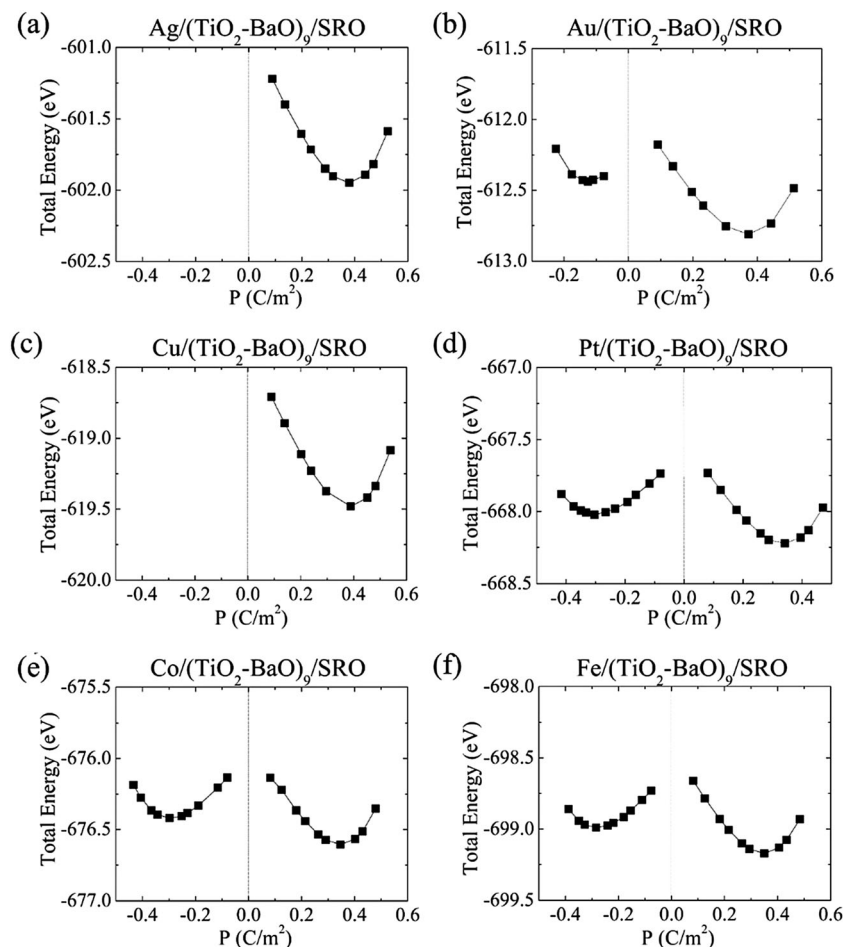 (a)
Ag/(TiO₂-BaO)₉/SRO
-601.0
-601.5
-602.0
-602.5
Total Energy (eV)
-0.4 -0.2 0.0 0.2 0.4 0.6
P (C/m²)
(b)
Au/(TiO₂-BaO)₉/SRO
-611.5
-612.0
-612.5
-613.0
Total Energy (eV)
-0.2 0.0 0.2 0.4 0.6
P (C/m²)
(c)
Cu/(TiO₂-BaO)₉/SRO
-618.5
-619.0
-619.5
-620.0
Total Energy (eV)
-0.4 -0.2 0.0 0.2 0.4 0.6
P (C/m²)
(d)
Pt/(TiO₂-BaO)₉/SRO
-667.0
-667.5
-668.0
-668.5
Total Energy (eV)
-0.4 -0.2 0.0 0.2 0.4
P (C/m²)
(e)
Co/(TiO₂-BaO)₉/SRO
-675.5
-676.0
-676.5
-677.0
Total Energy (eV)
-0.4 -0.2 0.0 0.2 0.4 0.6
P (C/m²)
(f)
Fe/(TiO₂-BaO)₉/SRO
-698.0
-698.5
-699.0
-699.5
Total Energy (eV)
-0.4 -0.2 0.0 0.2 0.4 0.6
P (C/m²)